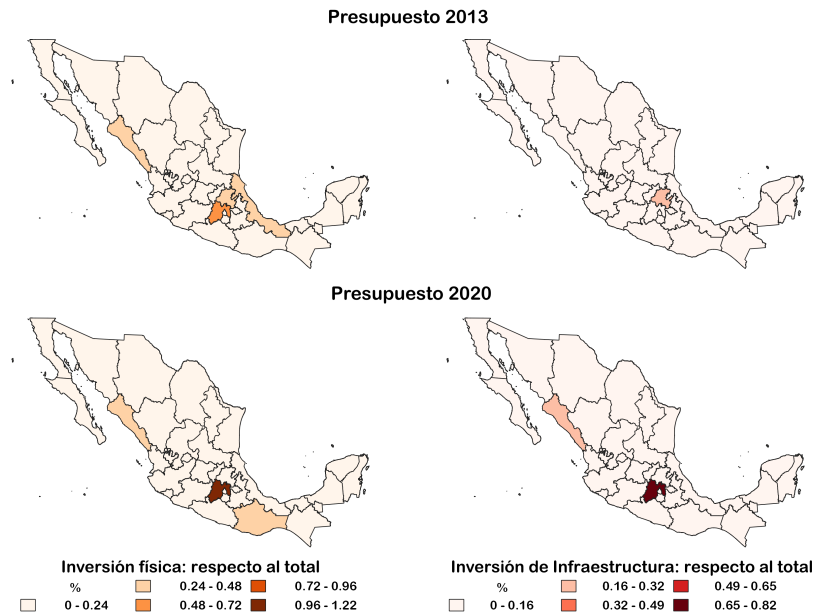 Presupuesto 2013
Presupuesto 2020
Inversión física: respecto al total
%
0 - 0.24
0.24 - 0.48
0.48 - 0.72
0.72 - 0.96
0.96 - 1.22
Inversión de Infraestructura: respecto al total
%
0 - 0.16
0.16 - 0.32
0.32 - 0.49
0.49 - 0.65
0.65 - 0.82